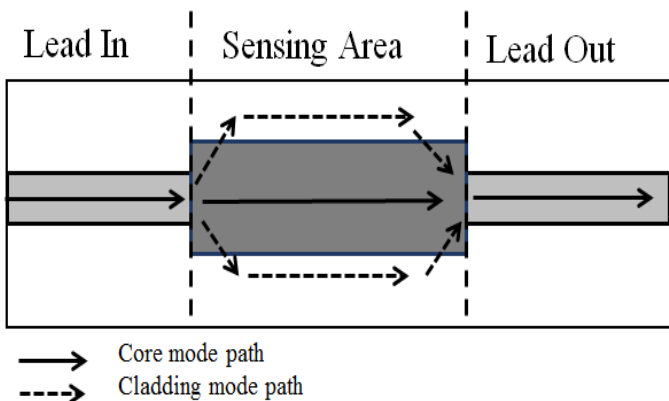 Lead In
Sensing Area
Lead Out
Core mode path
Cladding mode path